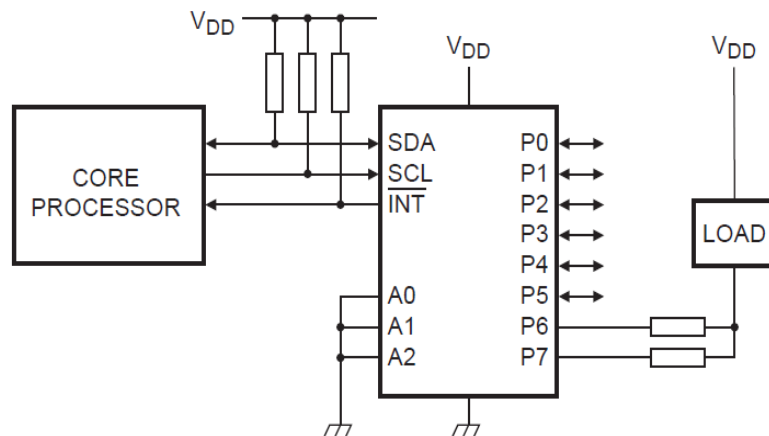 VDD
VDD
VDD
CORE
PROCESSOR
SDA
SCL
INT
A0
A1
A2
P0
P1
P2
P3
P4
P5
P6
P7
LOAD